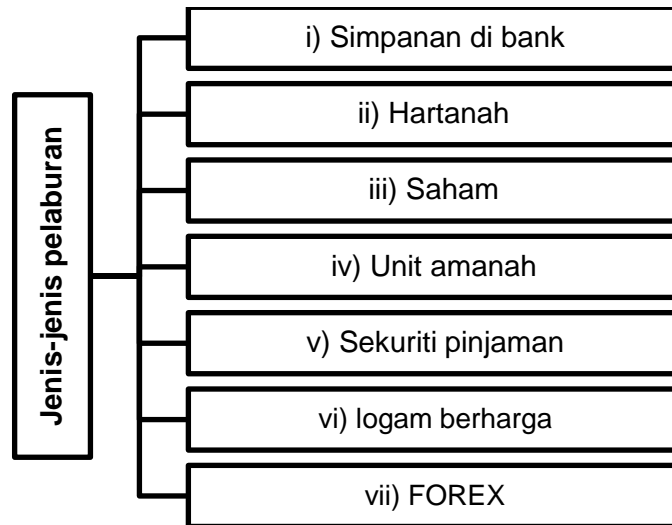 Jenis-jenis pelaburan
i) Simpanan di bank
ii) Hartanah
iii) Saham
iv) Unit amanah
v) Sekuriti pinjaman
vi) logam berharga
vii) FOREX